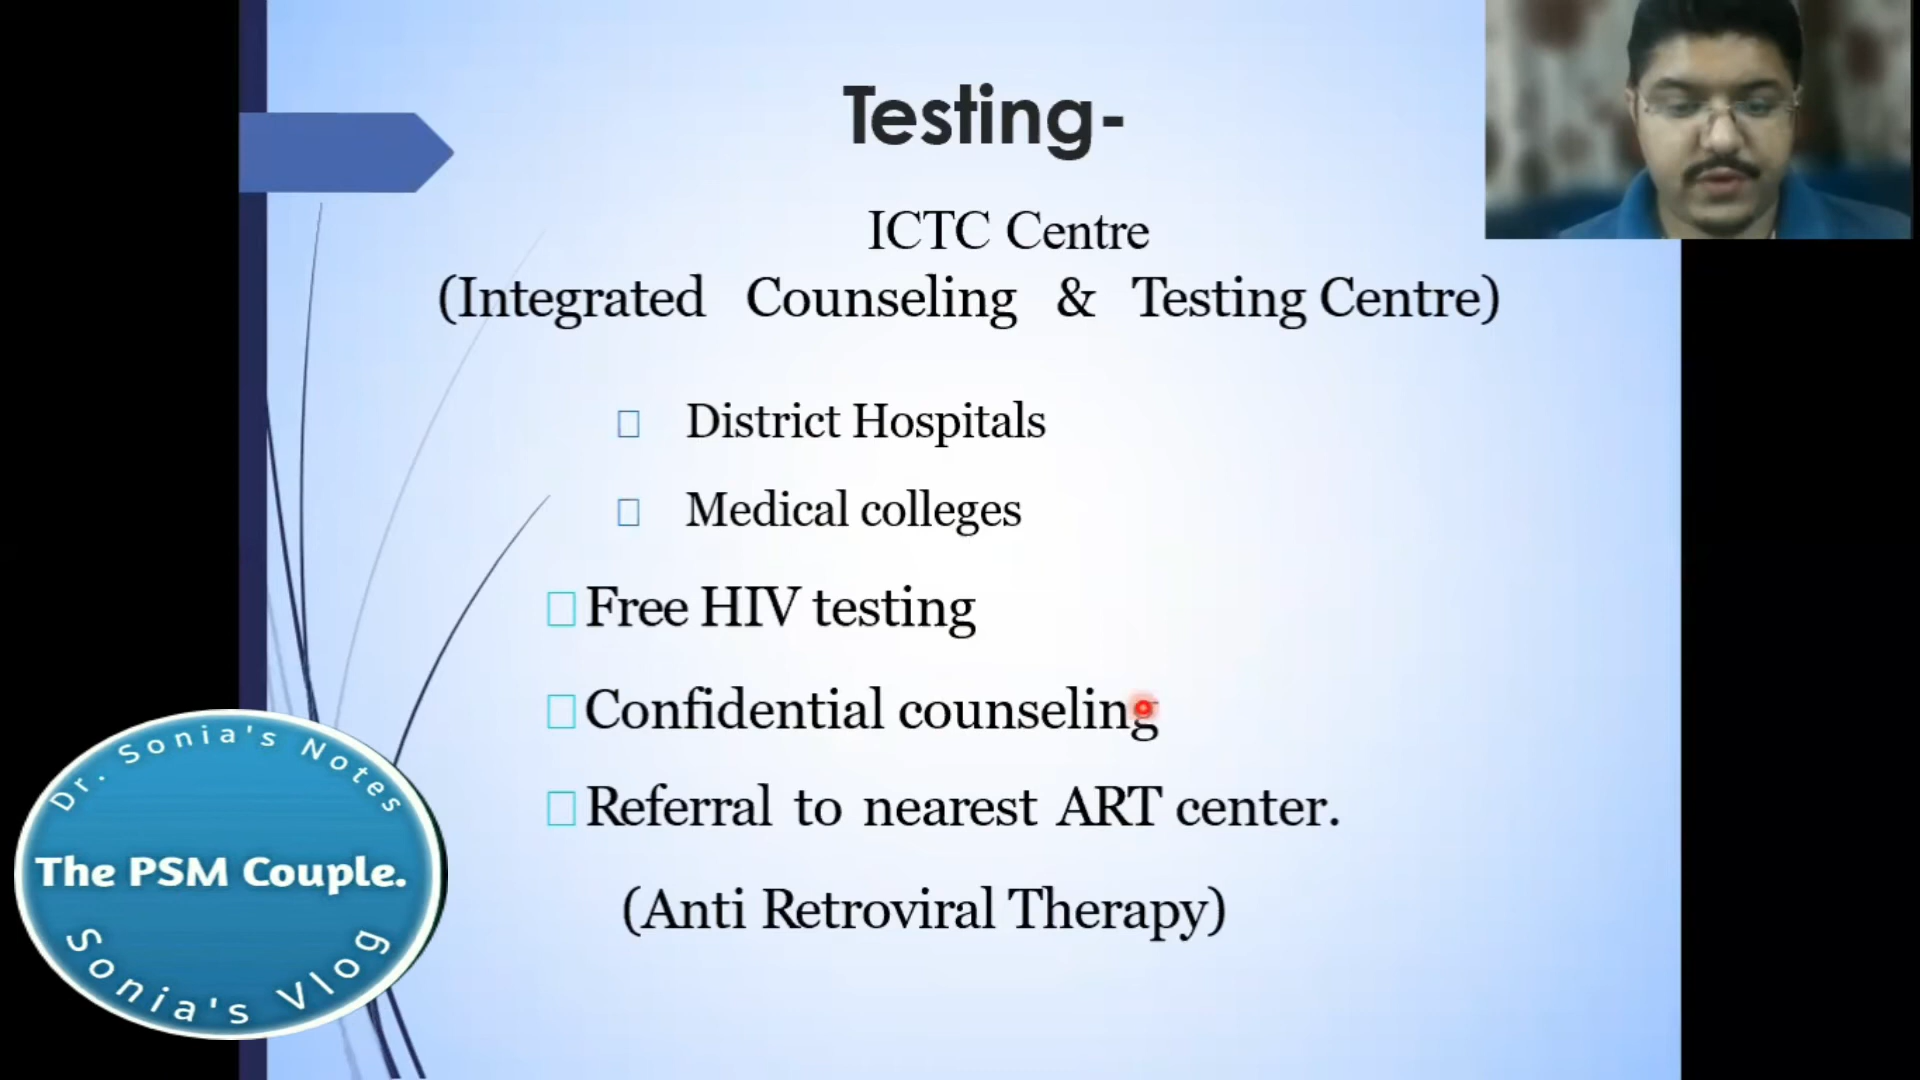 Testing-
ICTC Centre
(Integrated Counseling & Testing Centre)
District Hospitals
Medical colleges
Free HIV testing
Confidential counseling
Referral to nearest ART center.
(Anti Retroviral Therapy)
Dr. Sonia's Notes
The PSM Couple.
Sonia's Vlog